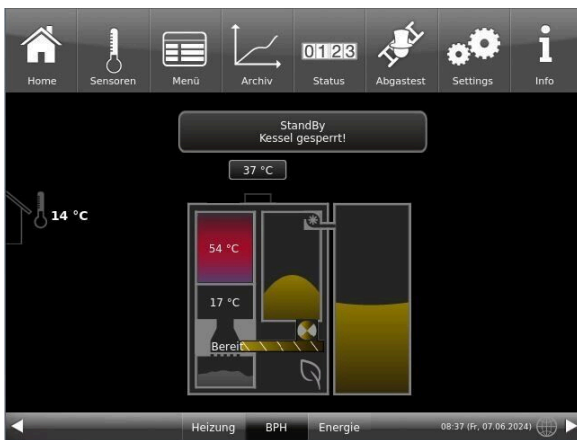 Home
Sensoren
Menü
Archiv
0123
Status
Abgastest
Settings
Info
StandBy
Kessel gesperrt!
37 °C
14 °C
54 °C
17 °C
Bereit
Heizung
BPH
Energie
08:37 (Fr, 07.06.2024)